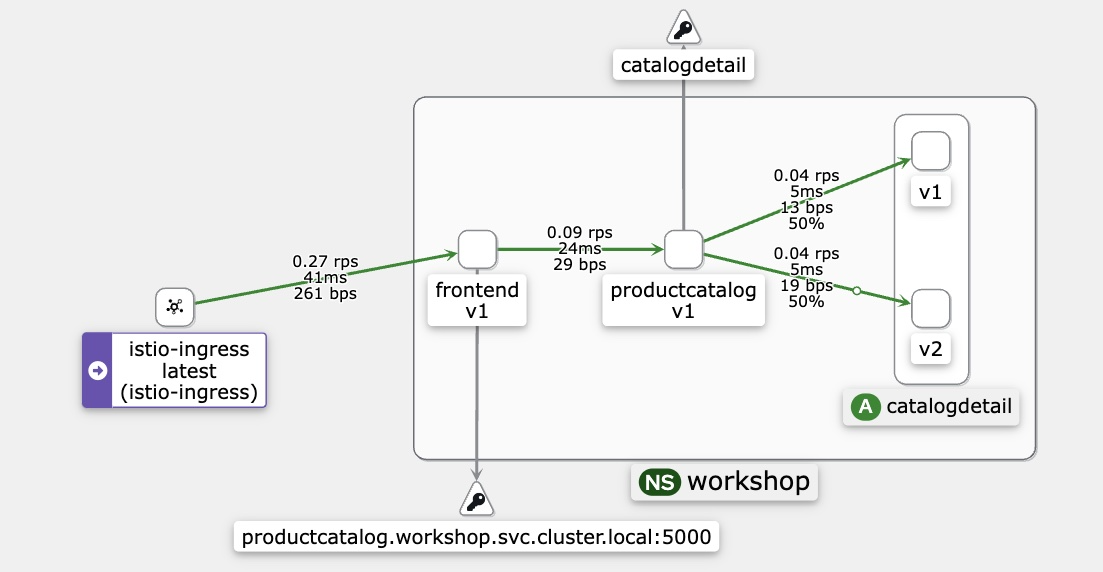 catalogdetail
0.04 rps
5ms
13 bps
50%
v1
0.09 rps
24ms
29 bps
0.04 rps
5ms
19 bps
50%
0.27 rps
41ms
261 bps
frontend
v1
productcatalog
v1
v2
istio-ingress
latest
(istio-ingress)
A catalogdetail
NS workshop
productcatalog.workshop.svc.cluster.local:5000